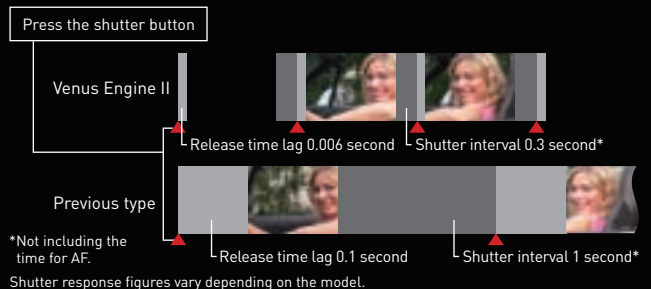 Press the shutter button
Venus Engine II
Release time lag 0.006 second
Shutter interval 0.3 second*
Previous type
*Not including the
time for AF.
Release time lag 0.1 second
Shutter interval 1 second*
Shutter response figures vary depending on the model.